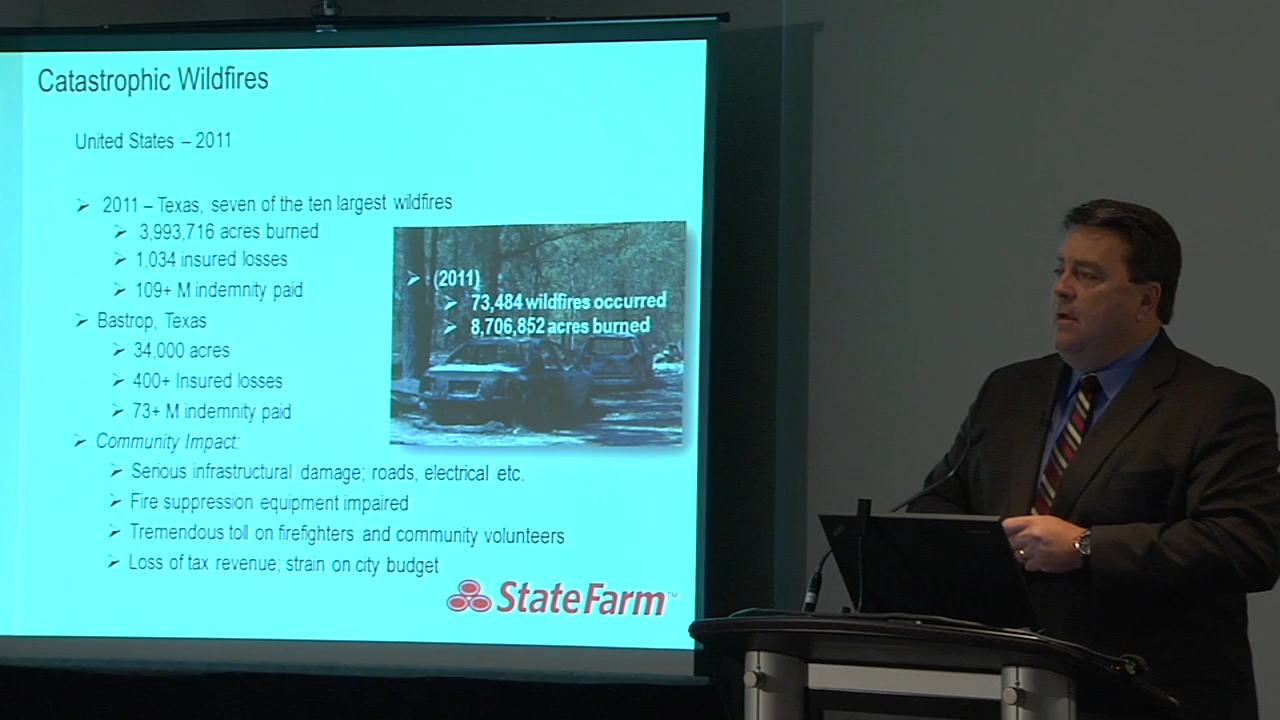 Catastrophic Wildfires
United States – 2011
➢ 2011 – Texas, seven of the ten largest wildfires
➢ 3,993,716 acres burned
➢ 1,034 insured losses
➢ 109+ M indemnity paid
➢ Bastrop, Texas
➢ 34,000 acres
➢ 400+ Insured losses
➢ 73+ M indemnity paid
➢ Community Impact:
➢ Serious infrastructural damage; roads, electrical etc.
➢ Fire suppression equipment impaired
➢ Tremendous toll on firefighters and community volunteers
➢ Loss of tax revenue; strain on city budget
➢ (2011)
➢ 73,484 wildfires occurred
➢ 8,706,852 acres burned
StateFarm™